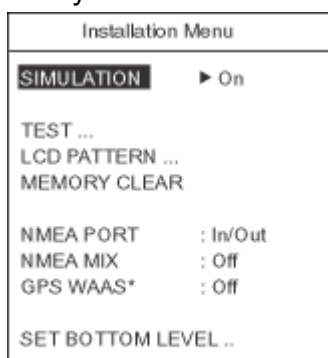 Installation Menu
SIMULATION ▶ On
TEST ...
LCD PATTERN ...
MEMORY CLEAR
NMEA PORT : In/Out
NMEA MIX : Off
GPS WAAS* : Off
SET BOTTOM LEVEL ..